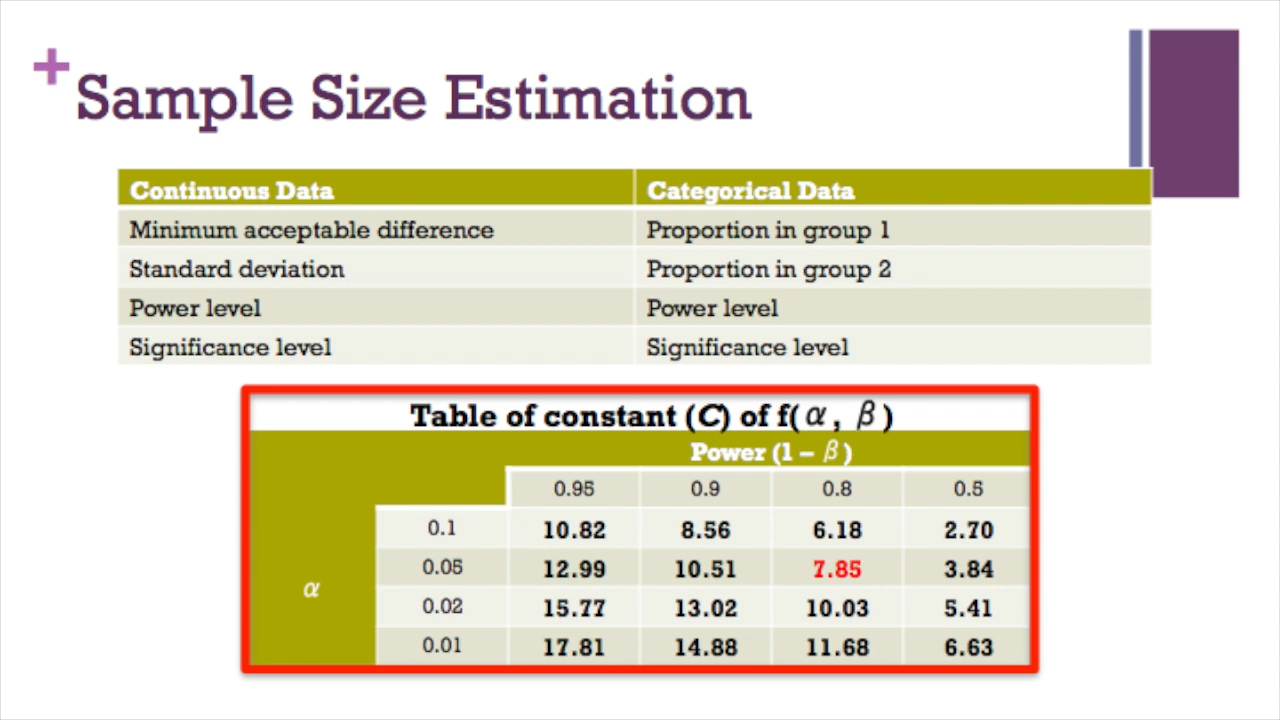 +
Sample Size Estimation
Continuous Data Categorical Data
Minimum acceptable difference Proportion in group 1
Standard deviation Proportion in group 2
Power level Power level
Significance level Significance level
Table of constant (C) of f(α, β)
Power (1 – β)
0.95 0.9 0.8 0.5
0.1 10.82 8.56 6.18 2.70
0.05 12.99 10.51 7.85 3.84
α
0.02 15.77 13.02 10.03 5.41
0.01 17.81 14.88 11.68 6.63